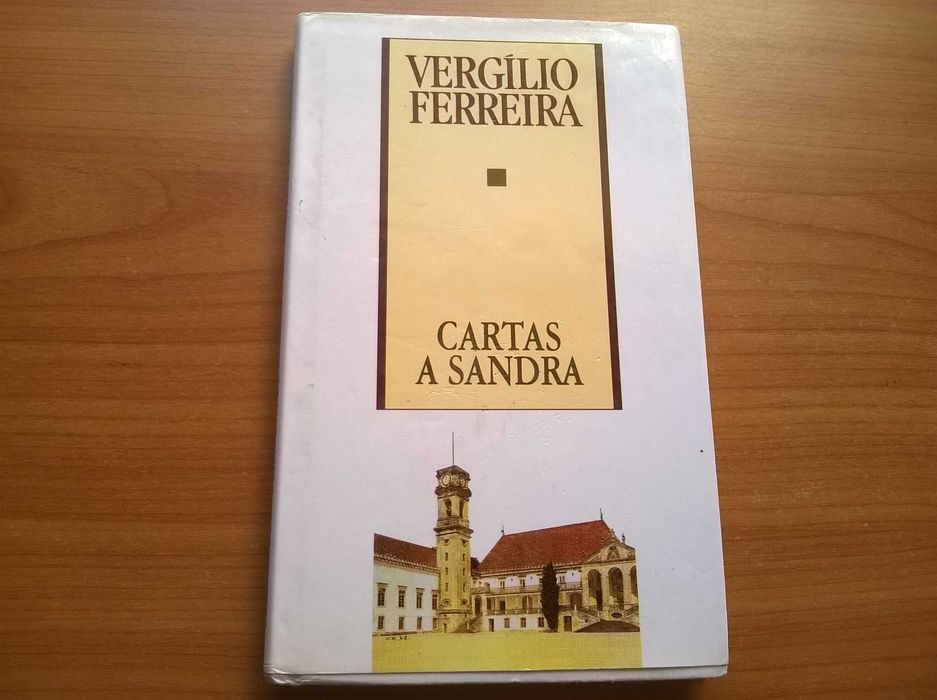 VERGÍLIO
FERREIRA
CARTAS
A SANDRA